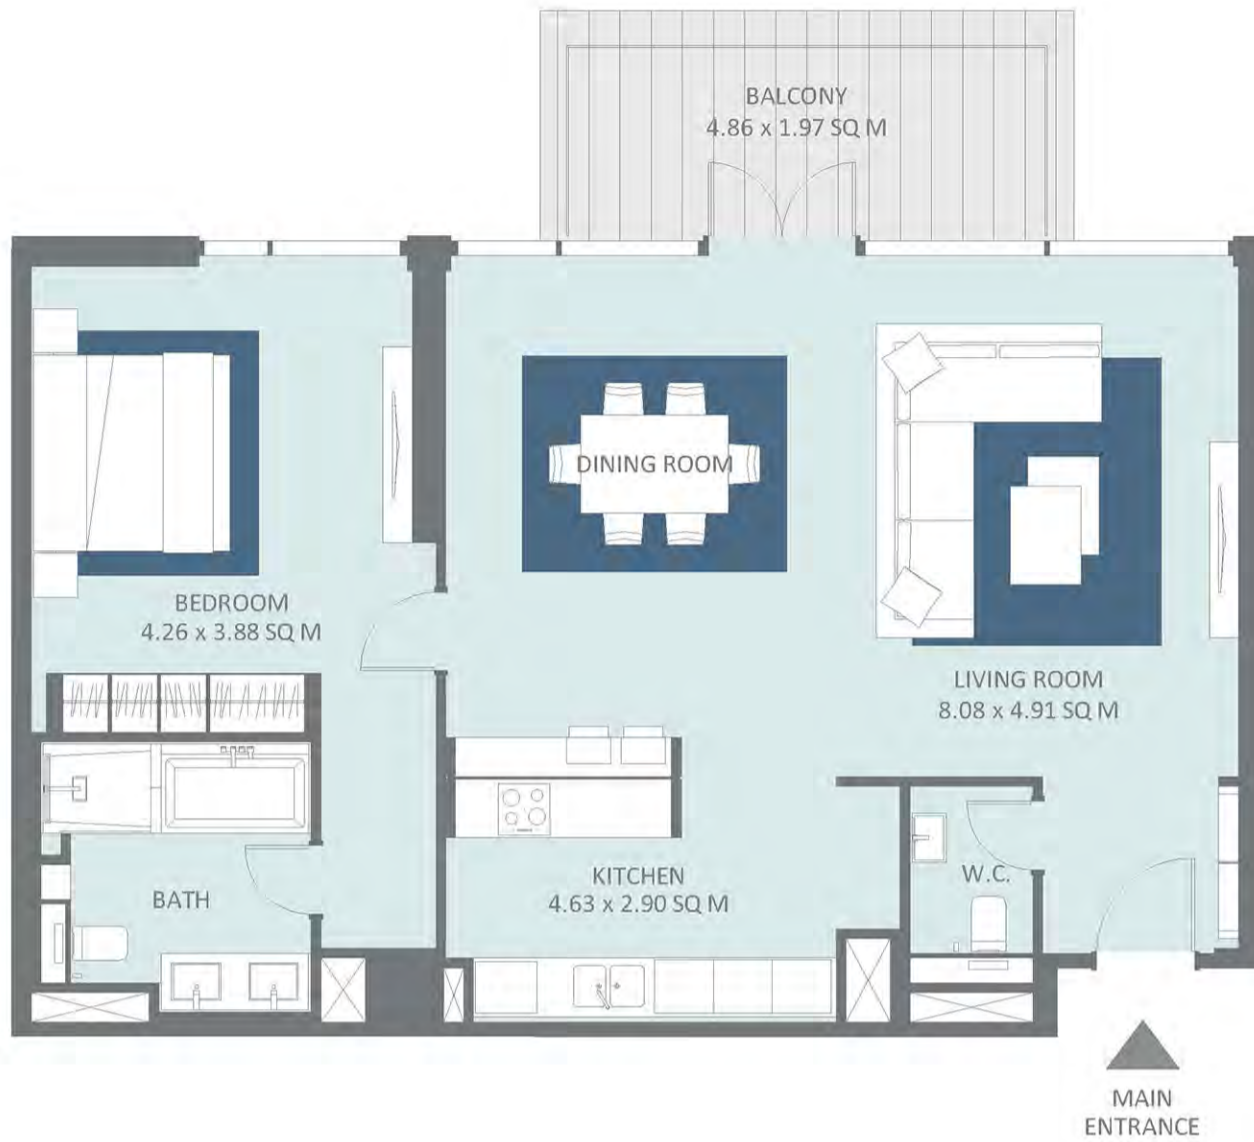 BALCONY
4.86 x 1.97 SQ M
DINING ROOM
BEDROOM
4.26 x 3.88 SQ M
LIVING ROOM
8.08 x 4.91 SQ M
KITCHEN
4.63 x 2.90 SQ M
W.C.
BATH
MAIN
ENTRANCE